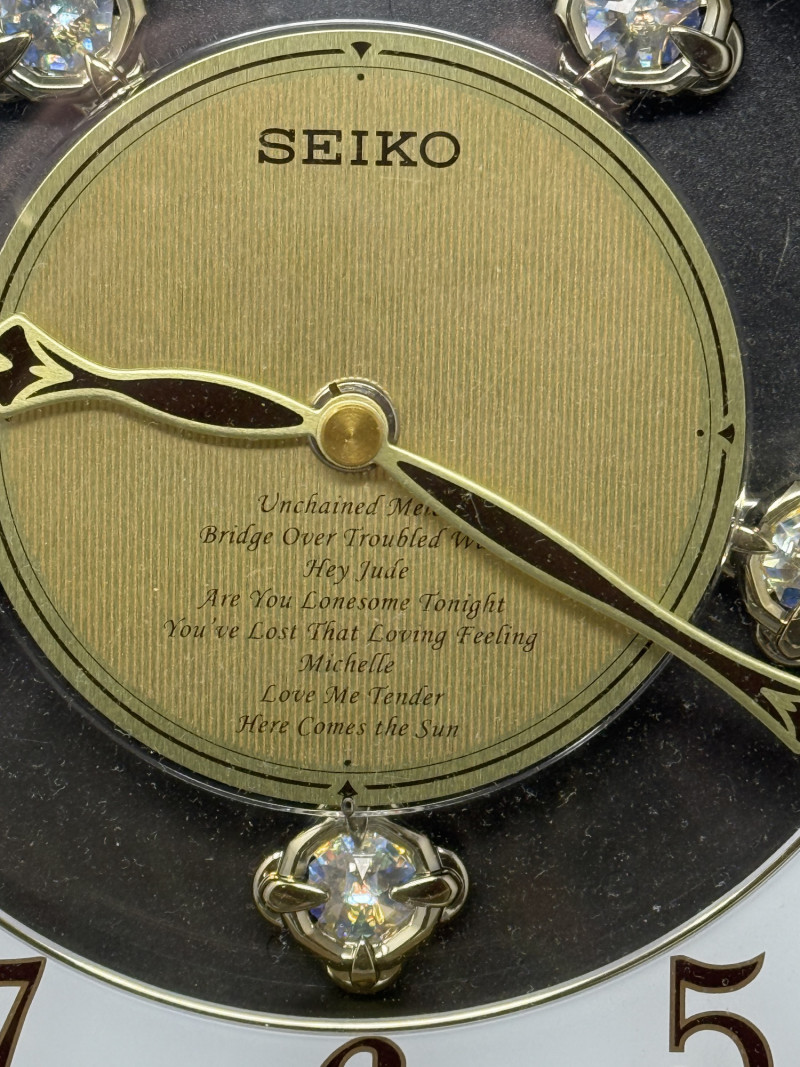 SEIKO
Unchained
Bridge Over Troubled
Hey Jude
Are You Lonesome Tonight
You've Lost That Loving Feeling
Michelle
Love Me Tender
Here Comes the Sun
7
5